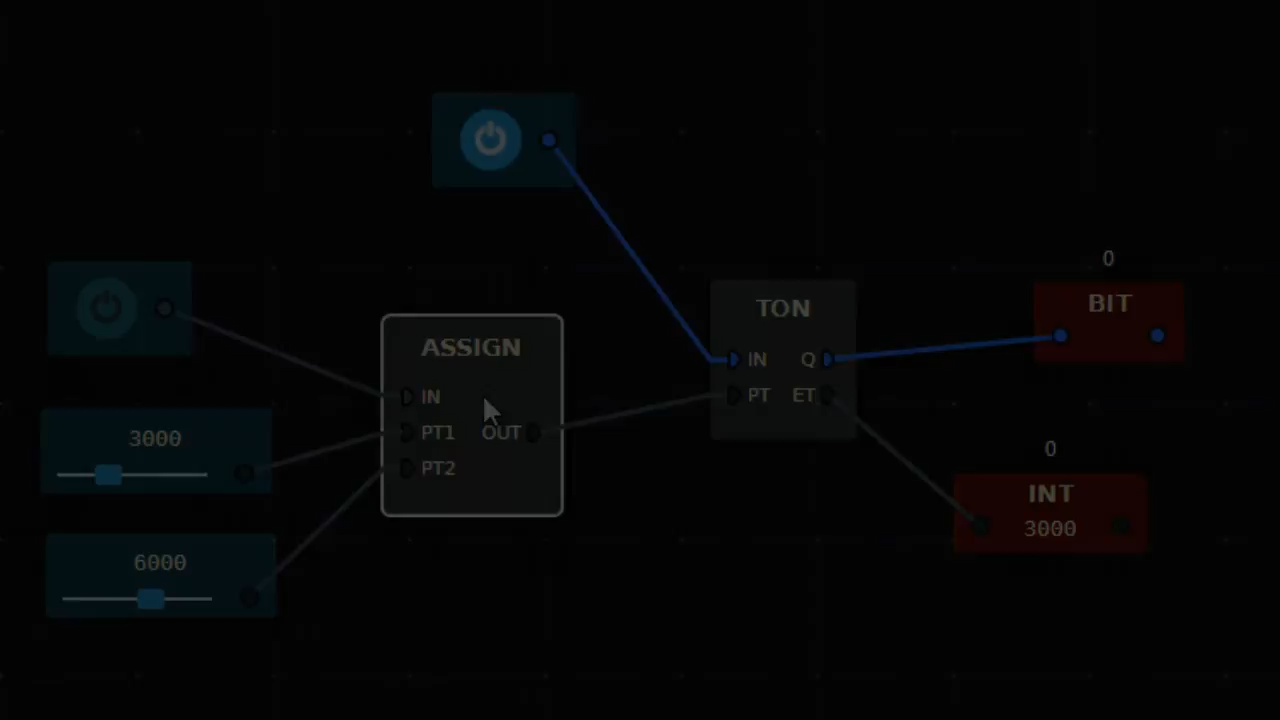 0
BIT
TON
IN Q
PT ET
ASSIGN
IN
PT1 OUT
PT2
3000
6000
0
INT
3000